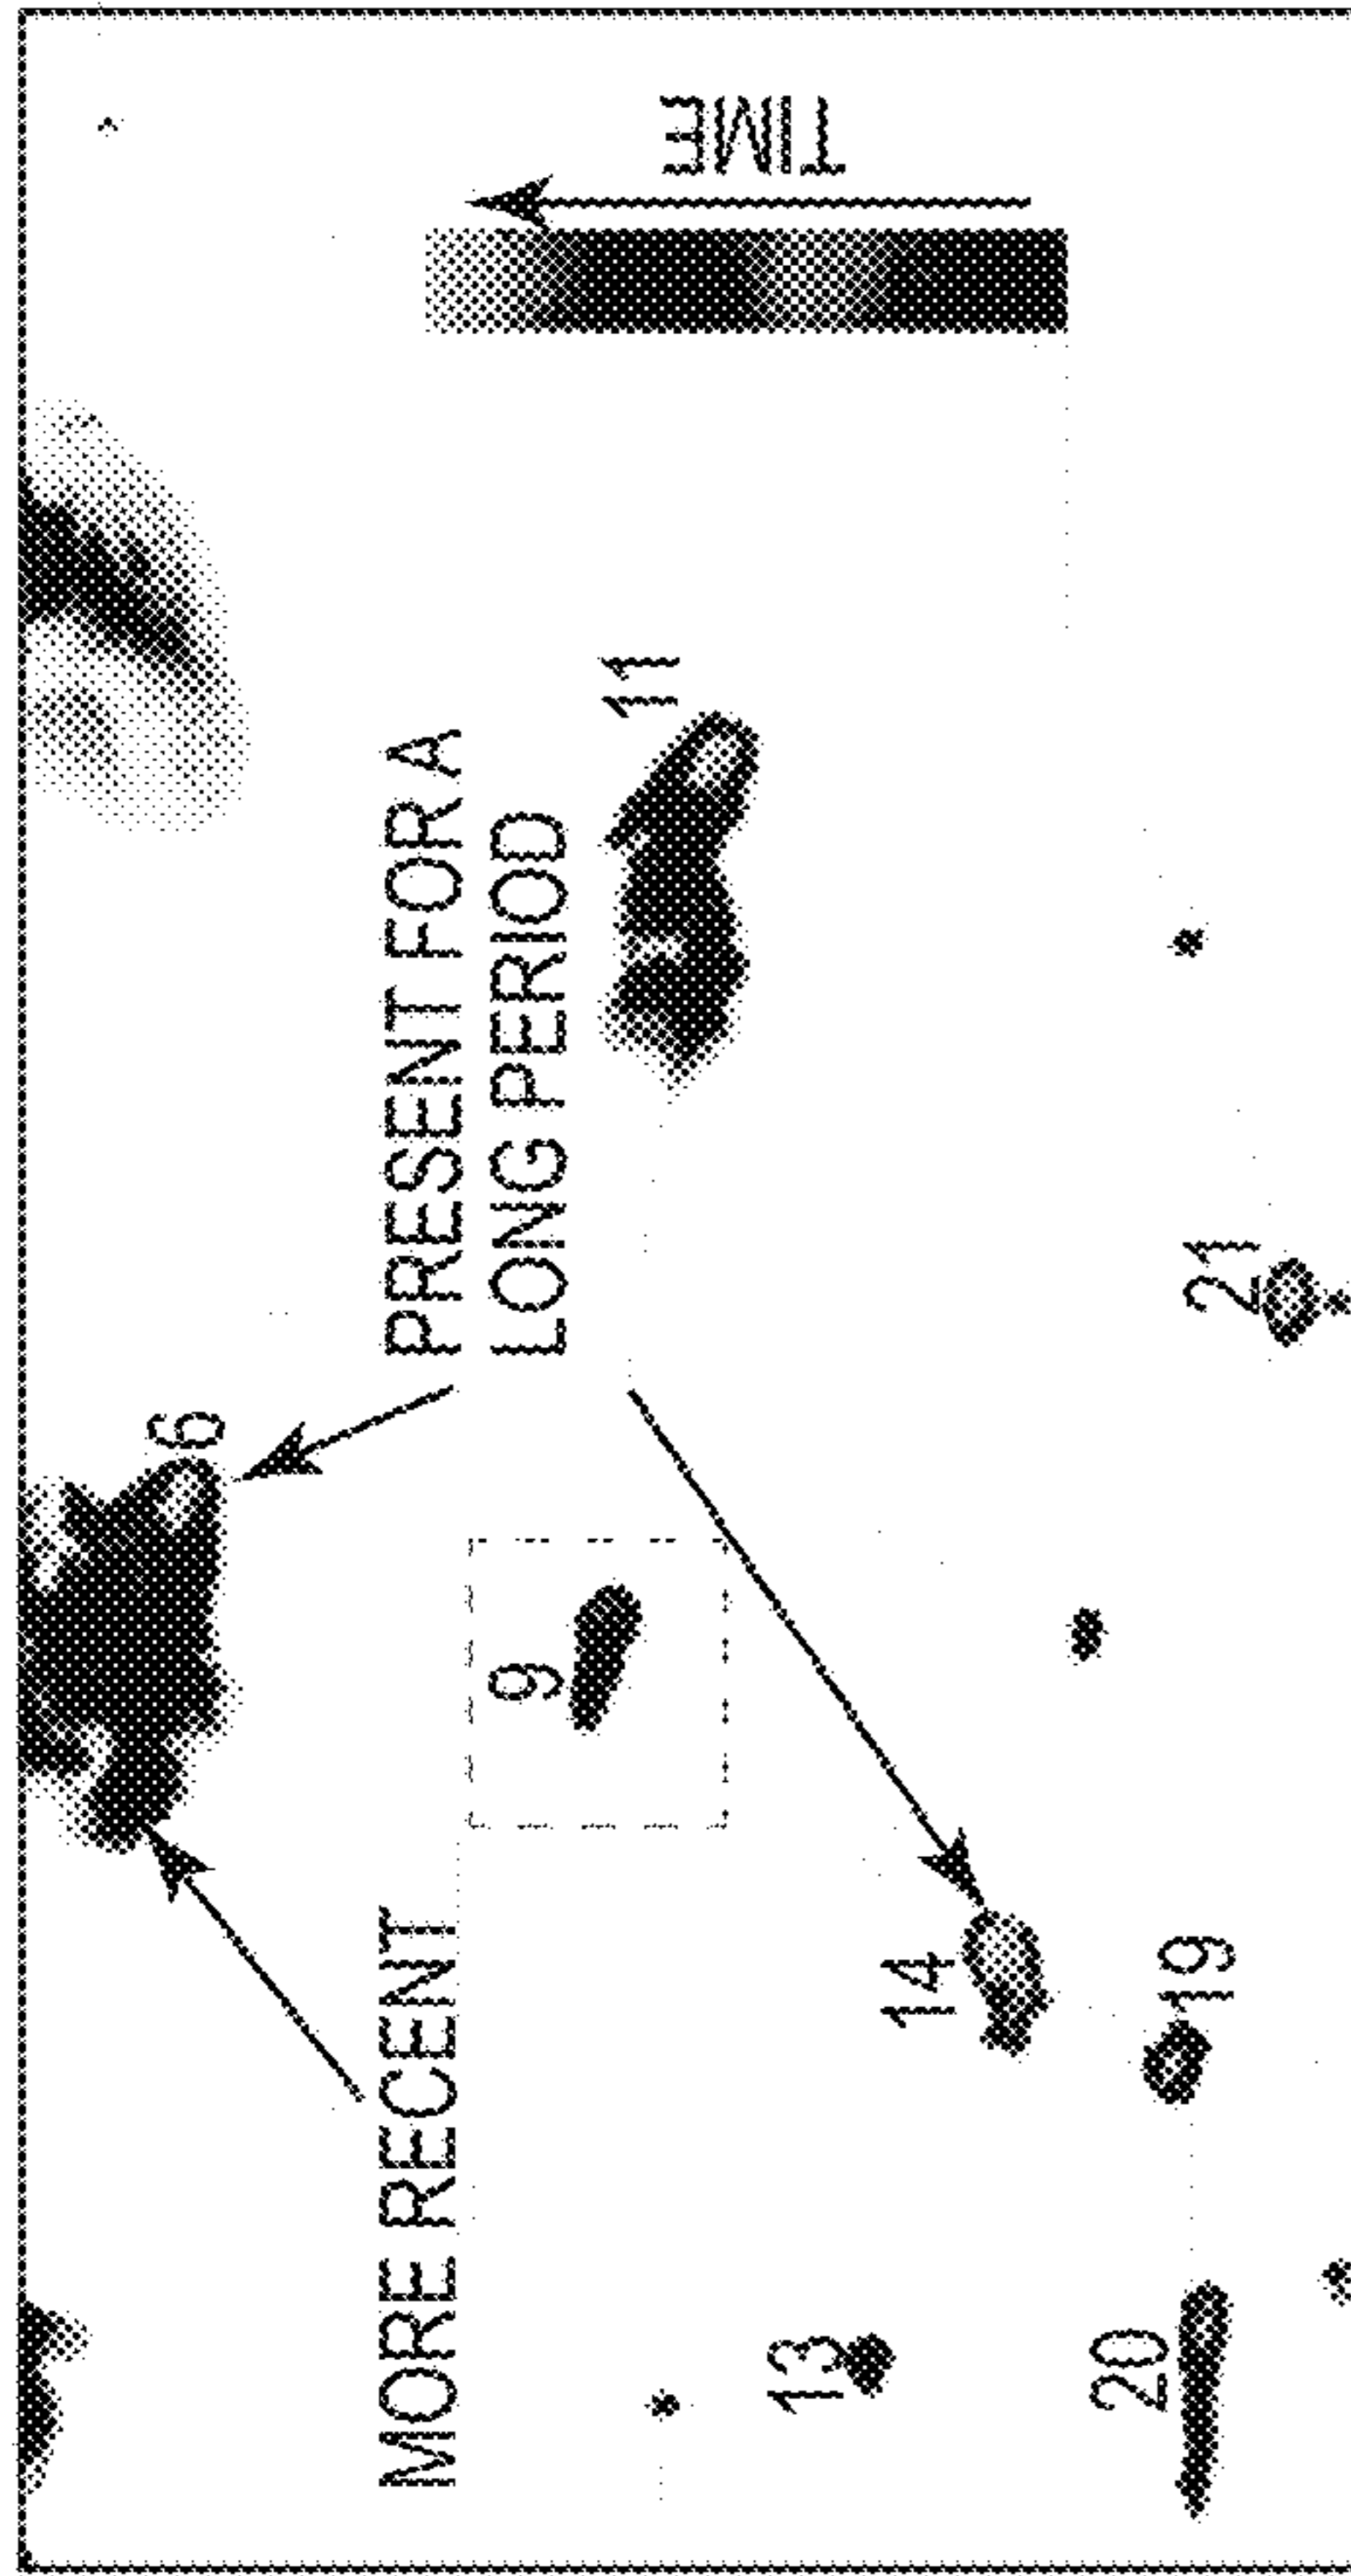 6
MORE RECENT
PRESENT FOR A
LONG PERIOD
TIME
9
11
13
14
19
20
21